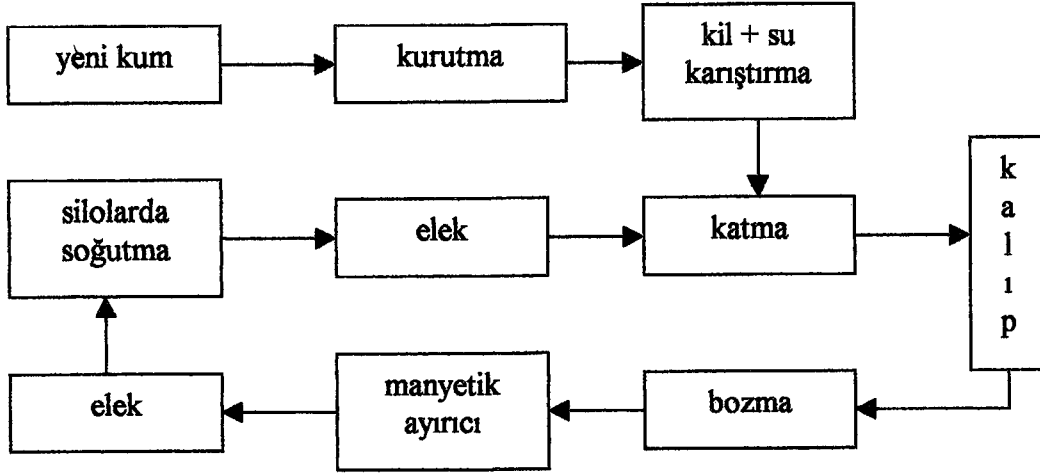 yeni kum
kurutma
kil + su
karıştırma
silolarda
soğutma
elek
katma
k
a
l
ı
p
elek
manyetik
ayırıcı
bozma